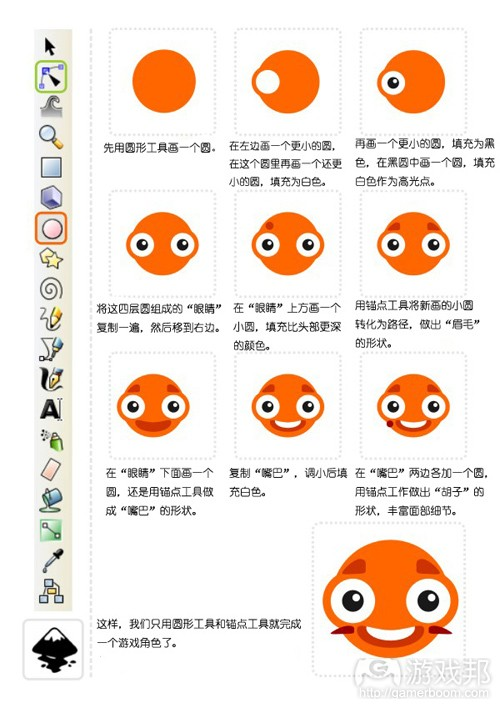 先用圆形工具画一个圆。
在左边画一个更小的圆,
在这个圆里再画一个还更
小的圆,填充为白色。
再画一个更小的圆,填充为黑
色,在黑圆中画一个圆,填充
白色作为高光点。
将这四层圆组成的“眼睛”
复制一遍,然后移到右边。
在“眼睛”上方画一个
小圆,填充比头部更深
的颜色。
用锚点工具将新画的小圆
转化为路径,做出“眉毛”
的形状。
在“眼睛”下面画一个
圆,还是用锚点工具做
成“嘴巴”的形状。
复制“嘴巴”,调小后填
充白色。
在“嘴巴”两边各加一个圆,
用锚点工作做出“胡子”的
形状,丰富面部细节。
这样,我们只用圆形工具和锚点工具就完成
一个游戏角色了。
游戏邦
http://gamerboom.com